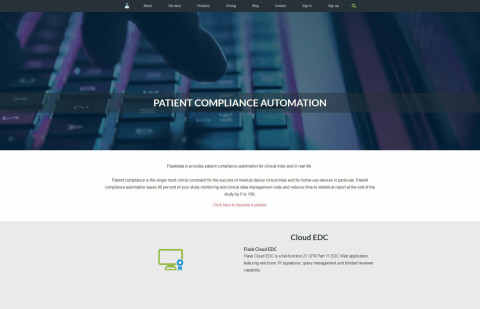 About The story Products Pricing Blog Contact Sign in Sign up
PATIENT COMPLIANCE AUTOMATION
Flaskdata.io provides patient compliance automation for clinical trials and in real life.
Patient compliance is the single most critical constraint for the success of medical device clinical trials and for home-use devices in particular. Patient
compliance automation saves 90 percent of your study monitoring and clinical data management costs and reduces time to statistical report at the end of the
study by 5 to
Click here to become a partner
Cloud EDC
Flask Cloud EDC
Flask Cloud EDC is a full-function 21 CFR Part 11 EDC Web application
featuring electronic signatures, query management and blinded reviewer
capability.